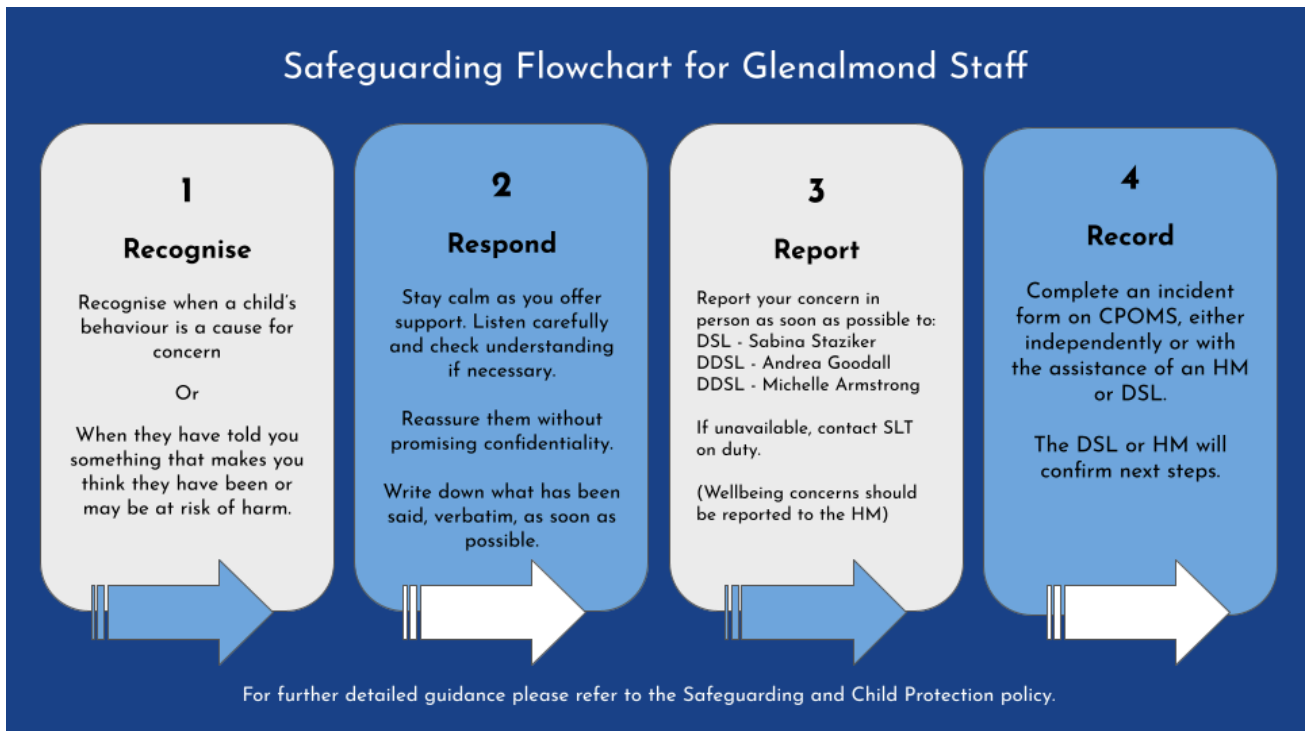 Safeguarding Flowchart for Glenalmond Staff
1
Recognise
Recognise when a child's
behaviour is a cause for
concern
Or
When they have told you
something that makes you
think they have been or
may be at risk of harm.
2
Respond
Stay calm as you offer
support. Listen carefully
and check understanding
if necessary.
Reassure them without
promising confidentiality.
Write down what has been
said, verbatim, as soon as
possible.
3
Report
Report your concern in
person as soon as possible to:
DSL - Sabina Staziker
DDSL - Andrea Goodall
DDSL - Michelle Armstrong
If unavailable, contact SLT
on duty.
(Wellbeing concerns should
be reported to the HM)
4
Record
Complete an incident
form on CPOMS, either
independently or with
the assistance of an HM
or DSL.
The DSL or HM will
confirm next steps.
For further detailed guidance please refer to the Safeguarding and Child Protection policy.